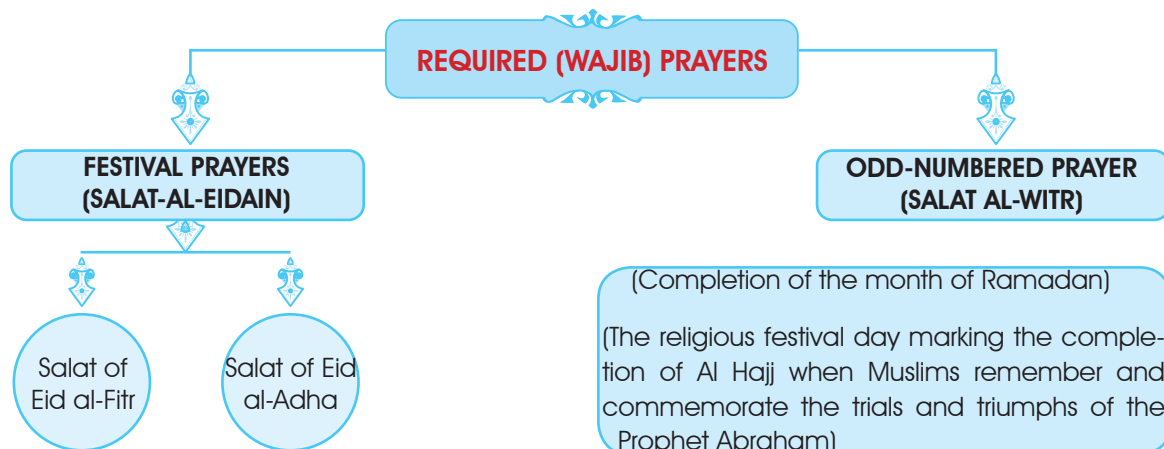 REQUIRED (WAJIB) PRAYERS
FESTIVAL PRAYERS
(SALAT-AL-EIDAIN)
ODD-NUMBERED PRAYER
(SALAT AL-WITR)
Salat of
Eid al-Fitr
Salat of Eid
al-Adha
(Completion of the month of Ramadan)
(The religious festival day marking the comple-
tion of Al Hajj when Muslims remember and
commemorate the trials and triumphs of the
Prophet Abraham)